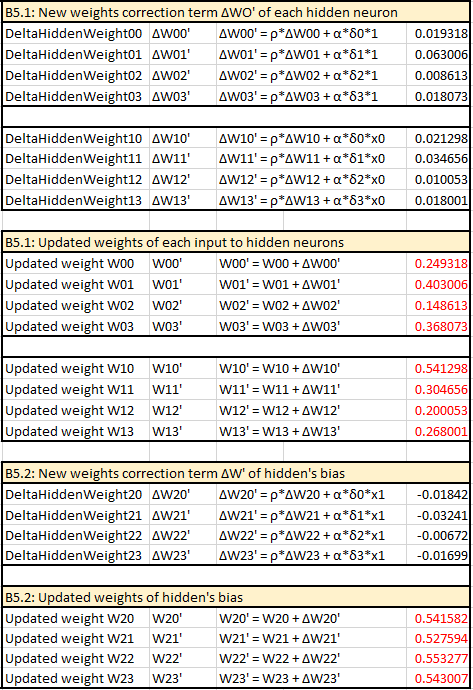 B5.1: New weights correction term ΔWO' of each hidden neuron
DeltaHiddenWeight00 ΔW00' ΔW00' = ρ*ΔW00 + α*δ0*1 0.019318
DeltaHiddenWeight01 ΔW01' ΔW01' = ρ*ΔW01 + α*δ1*1 0.063006
DeltaHiddenWeight02 ΔW02' ΔW02' = ρ*ΔW02 + α*δ2*1 0.008613
DeltaHiddenWeight03 ΔW03' ΔW03' = ρ*ΔW03 + α*δ3*1 0.018073
DeltaHiddenWeight10 ΔW10' ΔW10' = ρ*ΔW10 + α*δ0*x0 0.021298
DeltaHiddenWeight11 ΔW11' ΔW11' = ρ*ΔW11 + α*δ1*x0 0.034656
DeltaHiddenWeight12 ΔW12' ΔW12' = ρ*ΔW12 + α*δ2*x0 0.010053
DeltaHiddenWeight13 ΔW13' ΔW13' = ρ*ΔW13 + α*δ3*x0 0.018001
B5.1: Updated weights of each input to hidden neurons
Updated weight W00 W00' W00' = W00 + ΔW00' 0.249318
Updated weight W01 W01' W01' = W01 + ΔW01' 0.403006
Updated weight W02 W02' W02' = W02 + ΔW02' 0.148613
Updated weight W03 W03' W03' = W03 + ΔW03' 0.368073
Updated weight W10 W10' W10' = W10 + ΔW10' 0.541298
Updated weight W11 W11' W11' = W11 + ΔW11' 0.304656
Updated weight W12 W12' W12' = W12 + ΔW12' 0.200053
Updated weight W13 W13' W13' = W13 + ΔW13' 0.268001
B5.2: New weights correction term ΔW' of hidden's bias
DeltaHiddenWeight20 ΔW20' ΔW20' = ρ*ΔW20 + α*δ0*x1 -0.01842
DeltaHiddenWeight21 ΔW21' ΔW21' = ρ*ΔW21 + α*δ1*x1 -0.03241
DeltaHiddenWeight22 ΔW22' ΔW22' = ρ*ΔW22 + α*δ2*x1 -0.00672
DeltaHiddenWeight23 ΔW23' ΔW23' = ρ*ΔW23 + α*δ3*x1 -0.01699
B5.2: Updated weights of hidden's bias
Updated weight W20 W20' W20' = W20 + ΔW20' 0.541582
Updated weight W21 W21' W21' = W21 + ΔW21' 0.527594
Updated weight W22 W22' W22' = W22 + ΔW22' 0.553277
Updated weight W23 W23' W23' = W23 + ΔW23' 0.543007